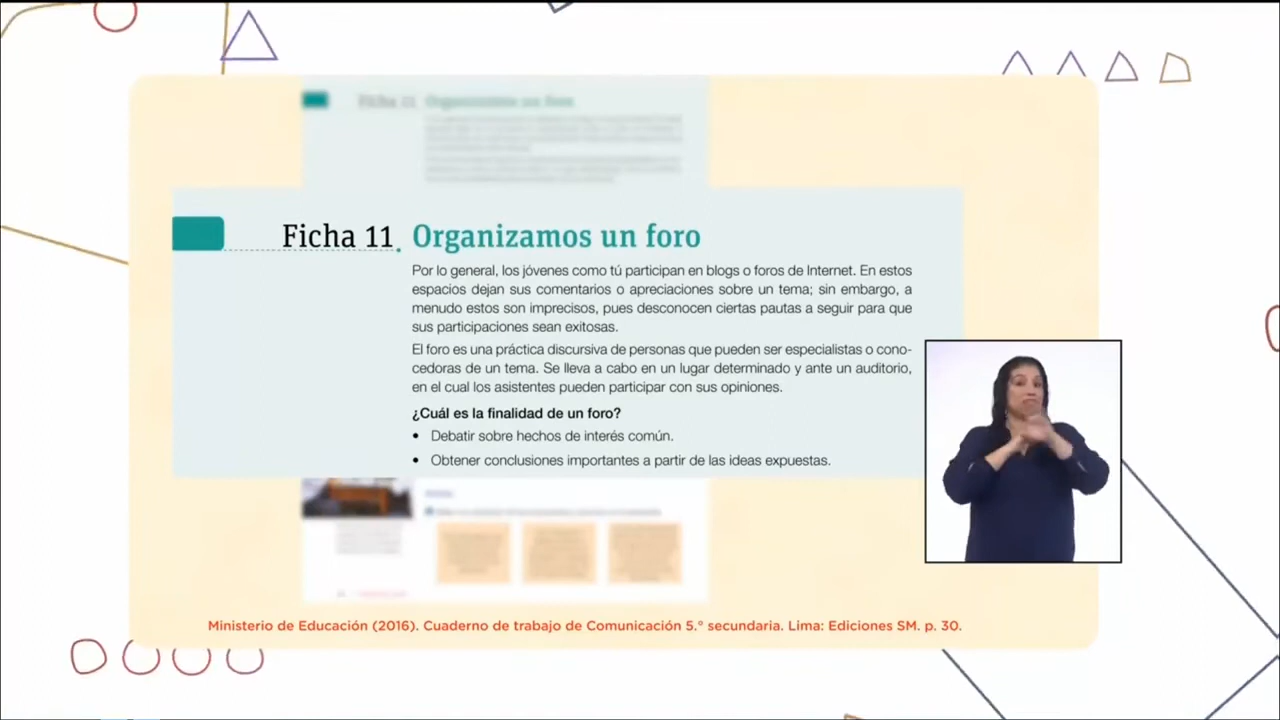 Ficha 11. Organizamos un foro
Por lo general, los jóvenes como tú participan en blogs o foros de Internet. En estos
espacios dejan sus comentarios o apreciaciones sobre un tema; sin embargo, a
menudo estos son imprecisos, pues desconocen ciertas pautas a seguir para que
sus participaciones sean exitosas.
El foro es una práctica discursiva de personas que pueden ser especialistas o cono-
cedoras de un tema. Se lleva a cabo en un lugar determinado y ante un auditorio,
en el cual los asistentes pueden participar con sus opiniones.
¿Cuál es la finalidad de un foro?
• Debatir sobre hechos de interés común.
• Obtener conclusiones importantes a partir de las ideas expuestas.
Ministerio de Educación (2016). Cuaderno de trabajo de Comunicación 5.° secundaria. Lima: Ediciones SM. p. 30.